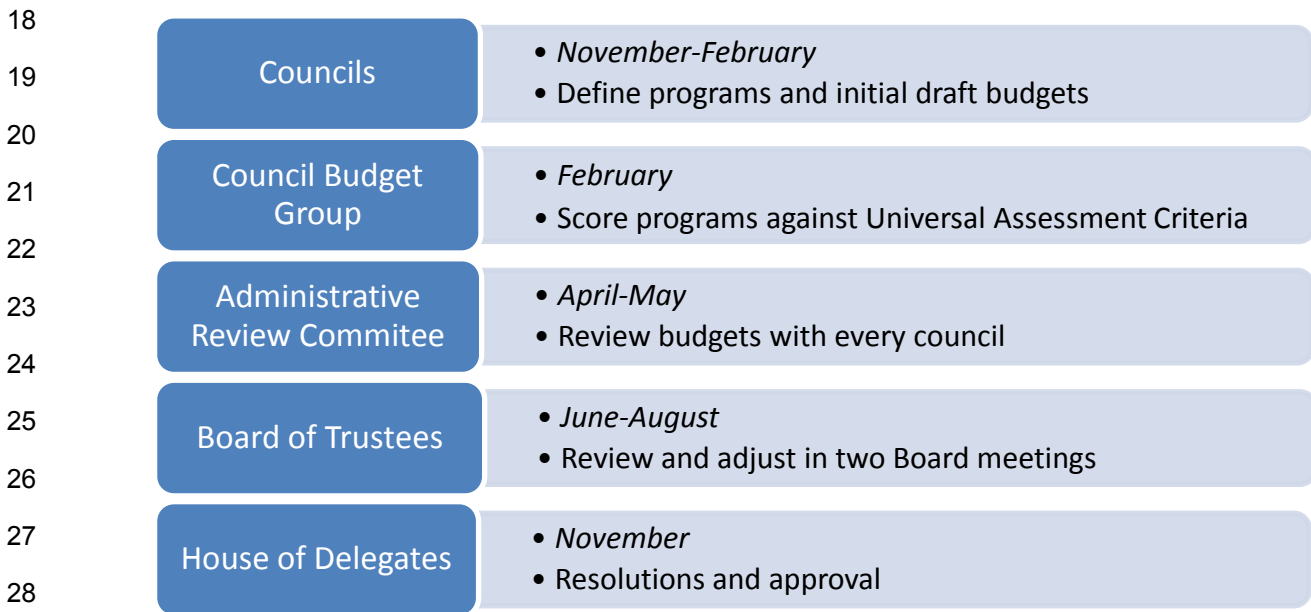 18
19
20
21
22
23
24
25
26
27
28
Councils
• November-February
• Define programs and initial draft budgets
Council Budget
Group
• February
• Score programs against Universal Assessment Criteria
Administrative
Review Commitee
• April-May
• Review budgets with every council
Board of Trustees
• June-August
• Review and adjust in two Board meetings
House of Delegates
• November
• Resolutions and approval